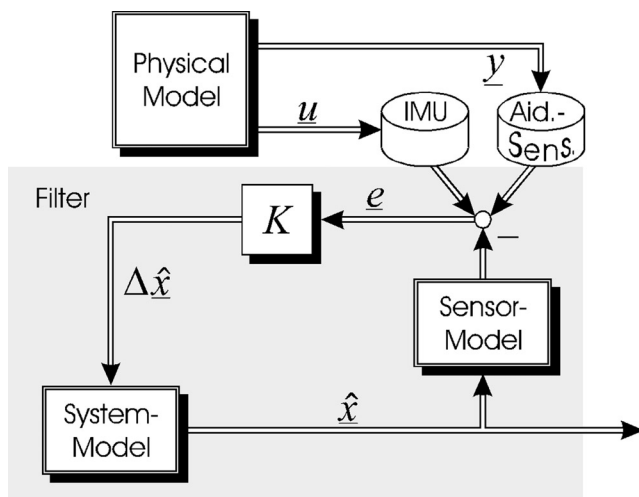 Physical
Model
y
u
IMU
Aid.-
Sens.
Filter
K
e
−
Δx̂
Sensor-
Model
System-
Model
x̂